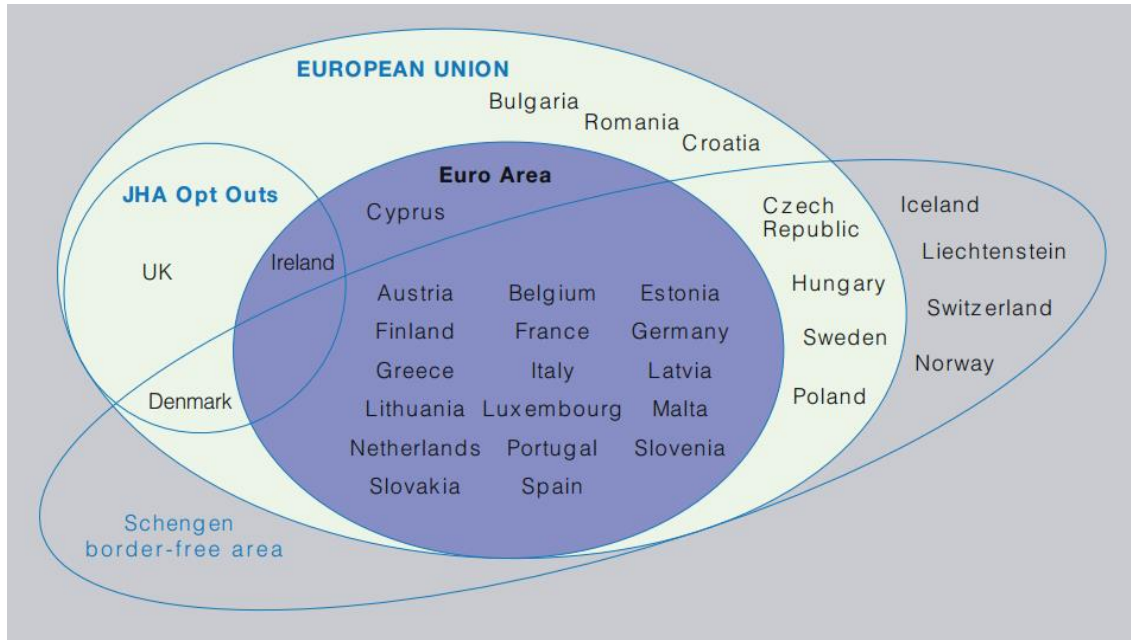 EUROPEAN UNION
Bulgaria
Romania
Croatia
JHA Opt Outs
Euro Area
Cyprus
Czech
Republic
Iceland
UK
Ireland
Liechtenstein
Austria Belgium Estonia
Hungary
Switzerland
Finland France Germany
Sweden
Norway
Greece Italy Latvia
Denmark
Poland
Lithuania Luxembourg Malta
Netherlands Portugal Slovenia
Slovakia Spain
Schengen
border-free area